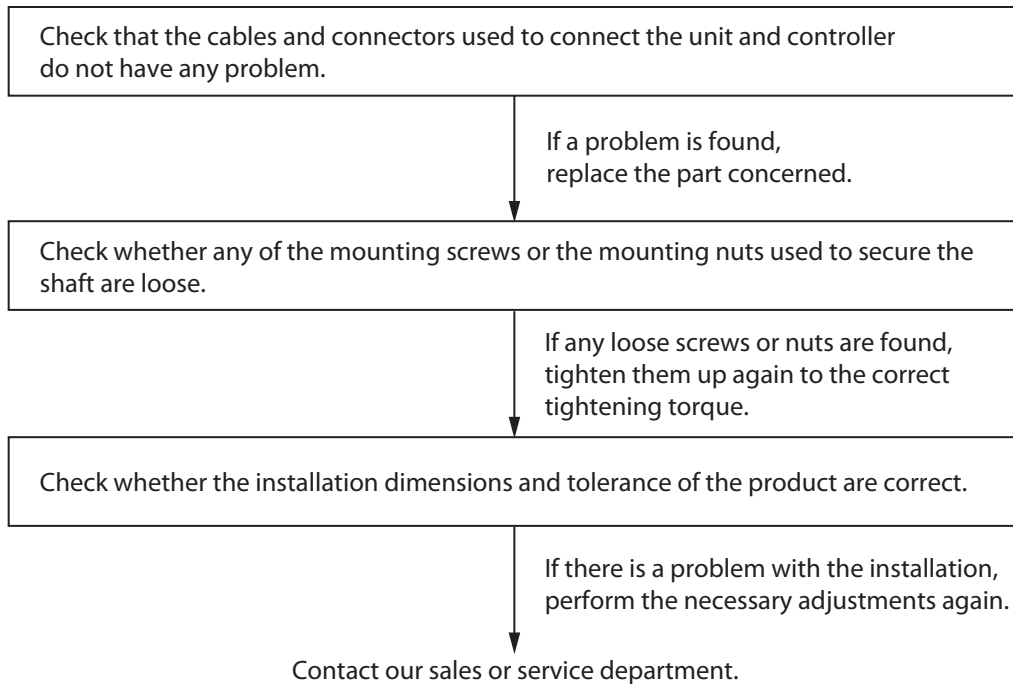 Check that the cables and connectors used to connect the unit and controller
do not have any problem.
If a problem is found,
replace the part concerned.
Check whether any of the mounting screws or the mounting nuts used to secure the
shaft are loose.
If any loose screws or nuts are found,
tighten them up again to the correct
tightening torque.
Check whether the installation dimensions and tolerance of the product are correct.
If there is a problem with the installation,
perform the necessary adjustments again.
Contact our sales or service department.